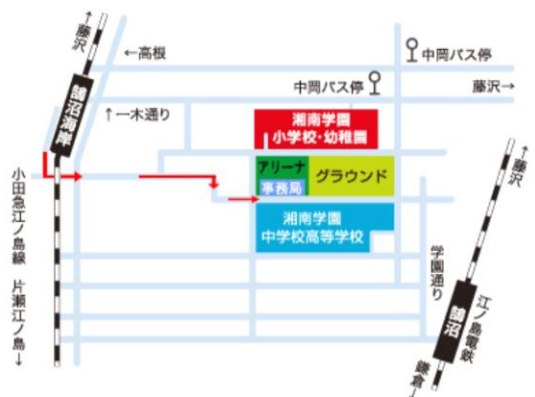 ↑藤沢
←高根
中岡バス停
中岡バス停
藤沢→
鵠沼海岸
↑一木通り
湘南学園
小学校・幼稚園
アリーナ
グラウンド
事務局
↑藤沢
小田急江ノ島線 片瀬江ノ島→
湘南学園
中学校高等学校
学園通り
鵠沼
江ノ島電鉄
鎌倉→